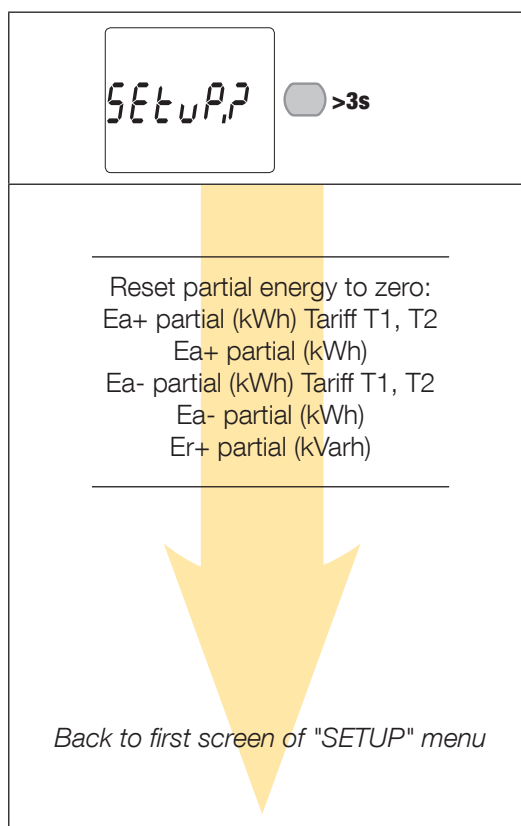 SEtuP,?
>3s
Reset partial energy to zero:
Ea+ partial (kWh) Tariff T1, T2
Ea+ partial (kWh)
Ea- partial (kWh) Tariff T1, T2
Ea- partial (kWh)
Er+ partial (kVarh)
Back to first screen of "SETUP" menu